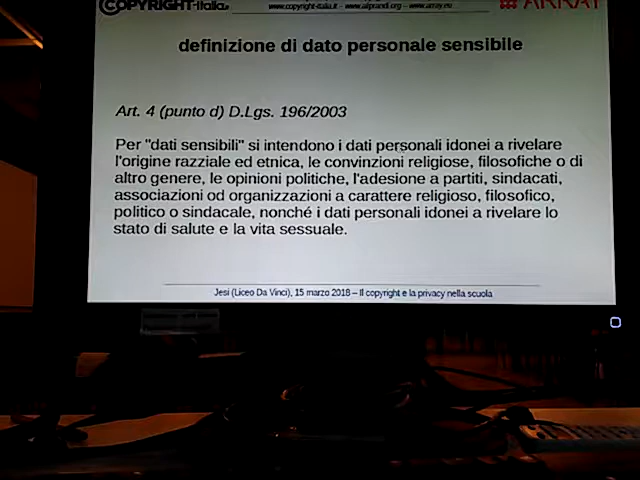 COPYRIGHT-Italia.
www.copyright-italia.it – www.aliprandi.org – www.array.eu
ARRAY
definizione di dato personale sensibile
Art. 4 (punto d) D.Lgs. 196/2003
Per "dati sensibili" si intendono i dati personali idonei a rivelare
l'origine razziale ed etnica, le convinzioni religiose, filosofiche o di
altro genere, le opinioni politiche, l'adesione a partiti, sindacati,
associazioni od organizzazioni a carattere religioso, filosofico,
politico o sindacale, nonché i dati personali idonei a rivelare lo
stato di salute e la vita sessuale.
Jesi (Liceo Da Vinci), 15 marzo 2018 – Il copyright e la privacy nella scuola